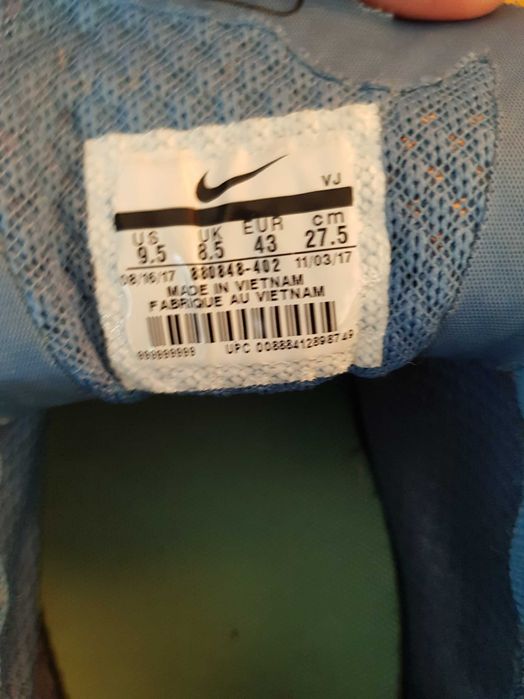 VJ
US UK EUR cm
9.5 8.5 43 27.5
08/16/17 880848-402 11/03/17
MADE IN VIETNAM
FABRIQUE AU VIETNAM
999999999 UPC 00888412898749